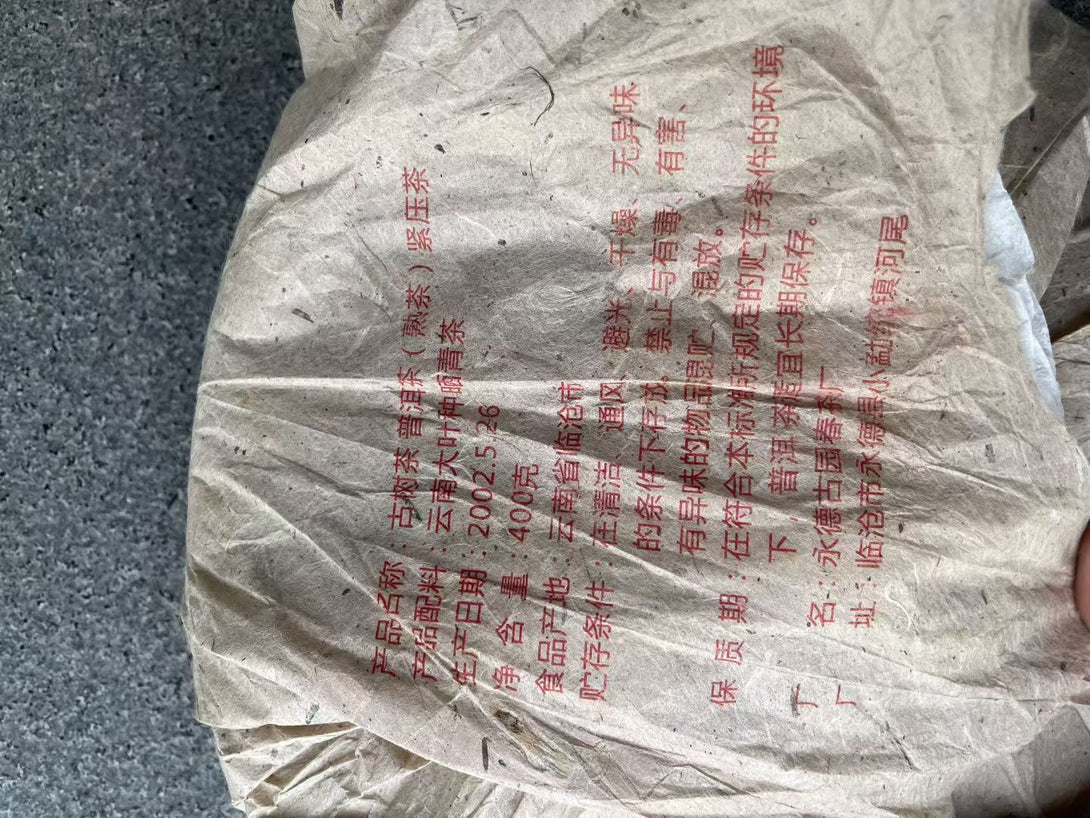 产品名称：古树茶 普洱茶（熟茶）紧压茶
产品配料：云南大叶种晒青茶
生产日期：2002.5.26
净含量：400克
食品产地：云南省临沧市
贮存条件：在清洁、通风、避光、干燥、无异味
的条件下存放，禁止与有毒、有害、
有异味的物品混贮、混放。
保质期：在符合本标准所规定的贮存条件的环境
下，普洱茶适宜长期保存。
厂名：永德古园春茶厂
厂址：临沧市永德县小勐统镇河尾